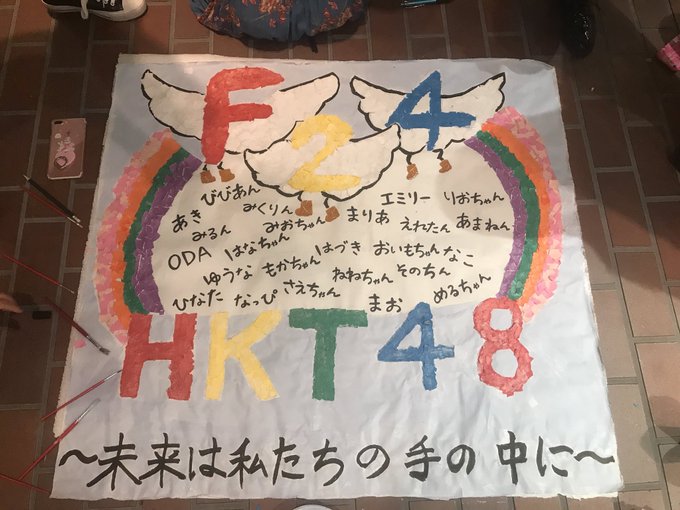 F24
びびあん エミリー りおちゃん
あき みくりん まりあ えれたん あまねん
みるん みおちゃん
ODA はなちゃん はづき おいもちゃん なこ
ゆうな もかちゃん ねねちゃん そのちん
ひなた なっぴ さえちゃん まお めるちゃん
HKT48
~未来は私たちの手の中に~